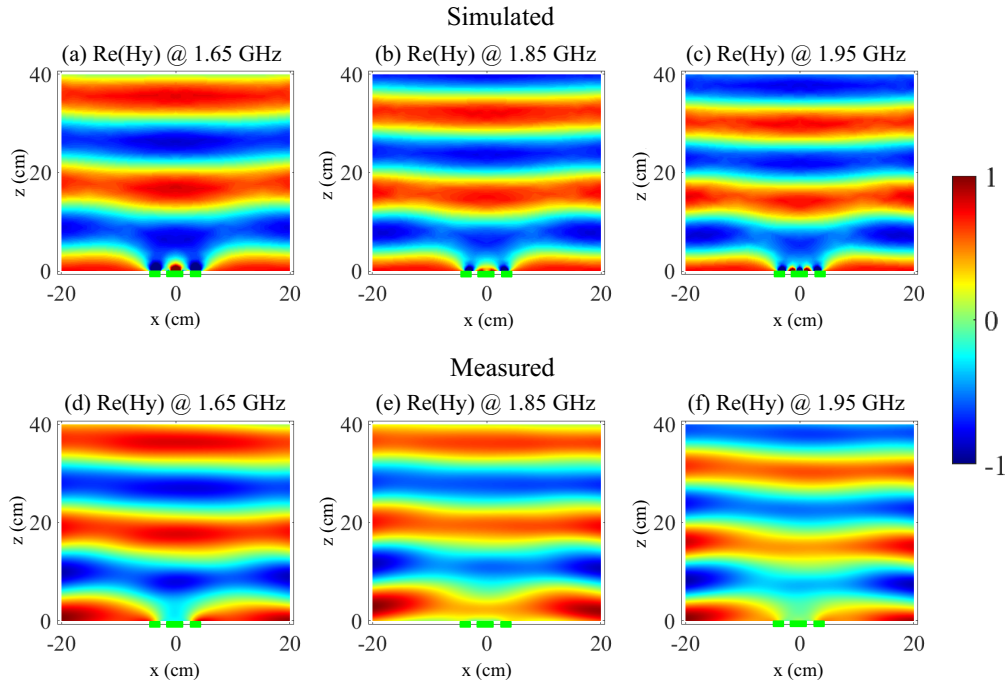 Simulated
(a) Re(Hy) @ 1.65 GHz
(b) Re(Hy) @ 1.85 GHz
(c) Re(Hy) @ 1.95 GHz
40
20
0
z (cm)
-20
0
20
x (cm)
40
20
0
z (cm)
-20
0
20
x (cm)
40
20
0
z (cm)
-20
0
20
x (cm)
1
0
-1
Measured
(d) Re(Hy) @ 1.65 GHz
(e) Re(Hy) @ 1.85 GHz
(f) Re(Hy) @ 1.95 GHz
40
20
0
z (cm)
-20
0
20
x (cm)
40
20
0
z (cm)
-20
0
20
x (cm)
40
20
0
z (cm)
-20
0
20
x (cm)